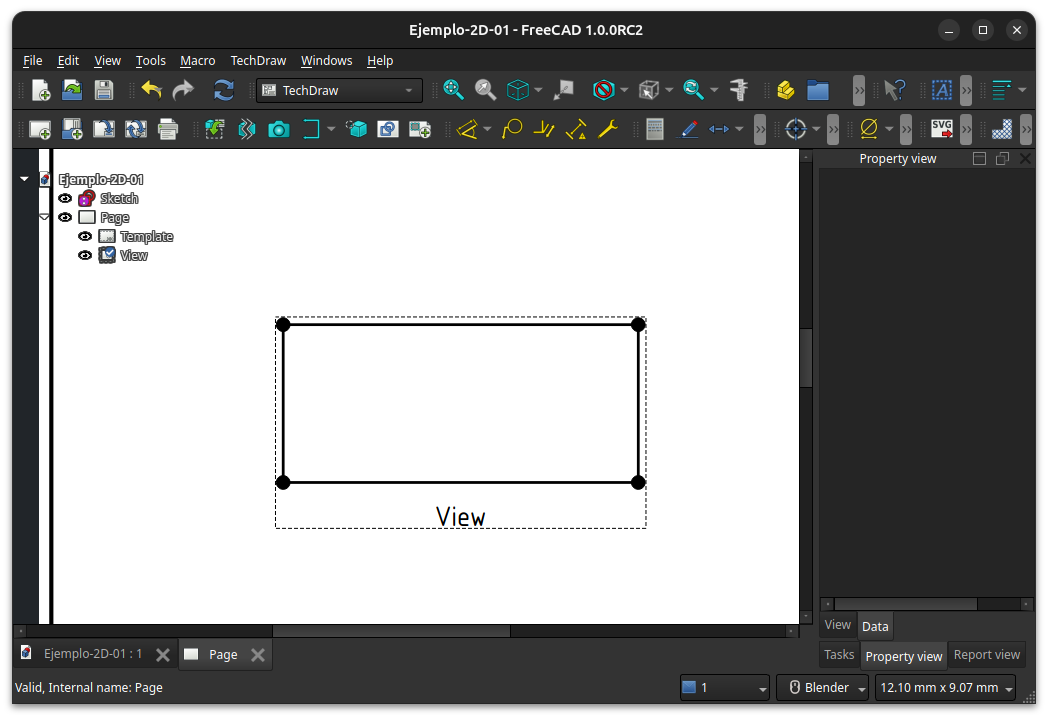 Ejemplo-2D-01 - FreeCAD 1.0.0RC2
File Edit View Tools Macro TechDraw Windows Help
TechDraw
SVG
Property view
Ejemplo-2D-01
Sketch
Page
Template
View
View
View Data
Ejemplo-2D-01 : 1 Page
Tasks Property view Report view
Valid, Internal name: Page
1 Blender 12.10 mm x 9.07 mm